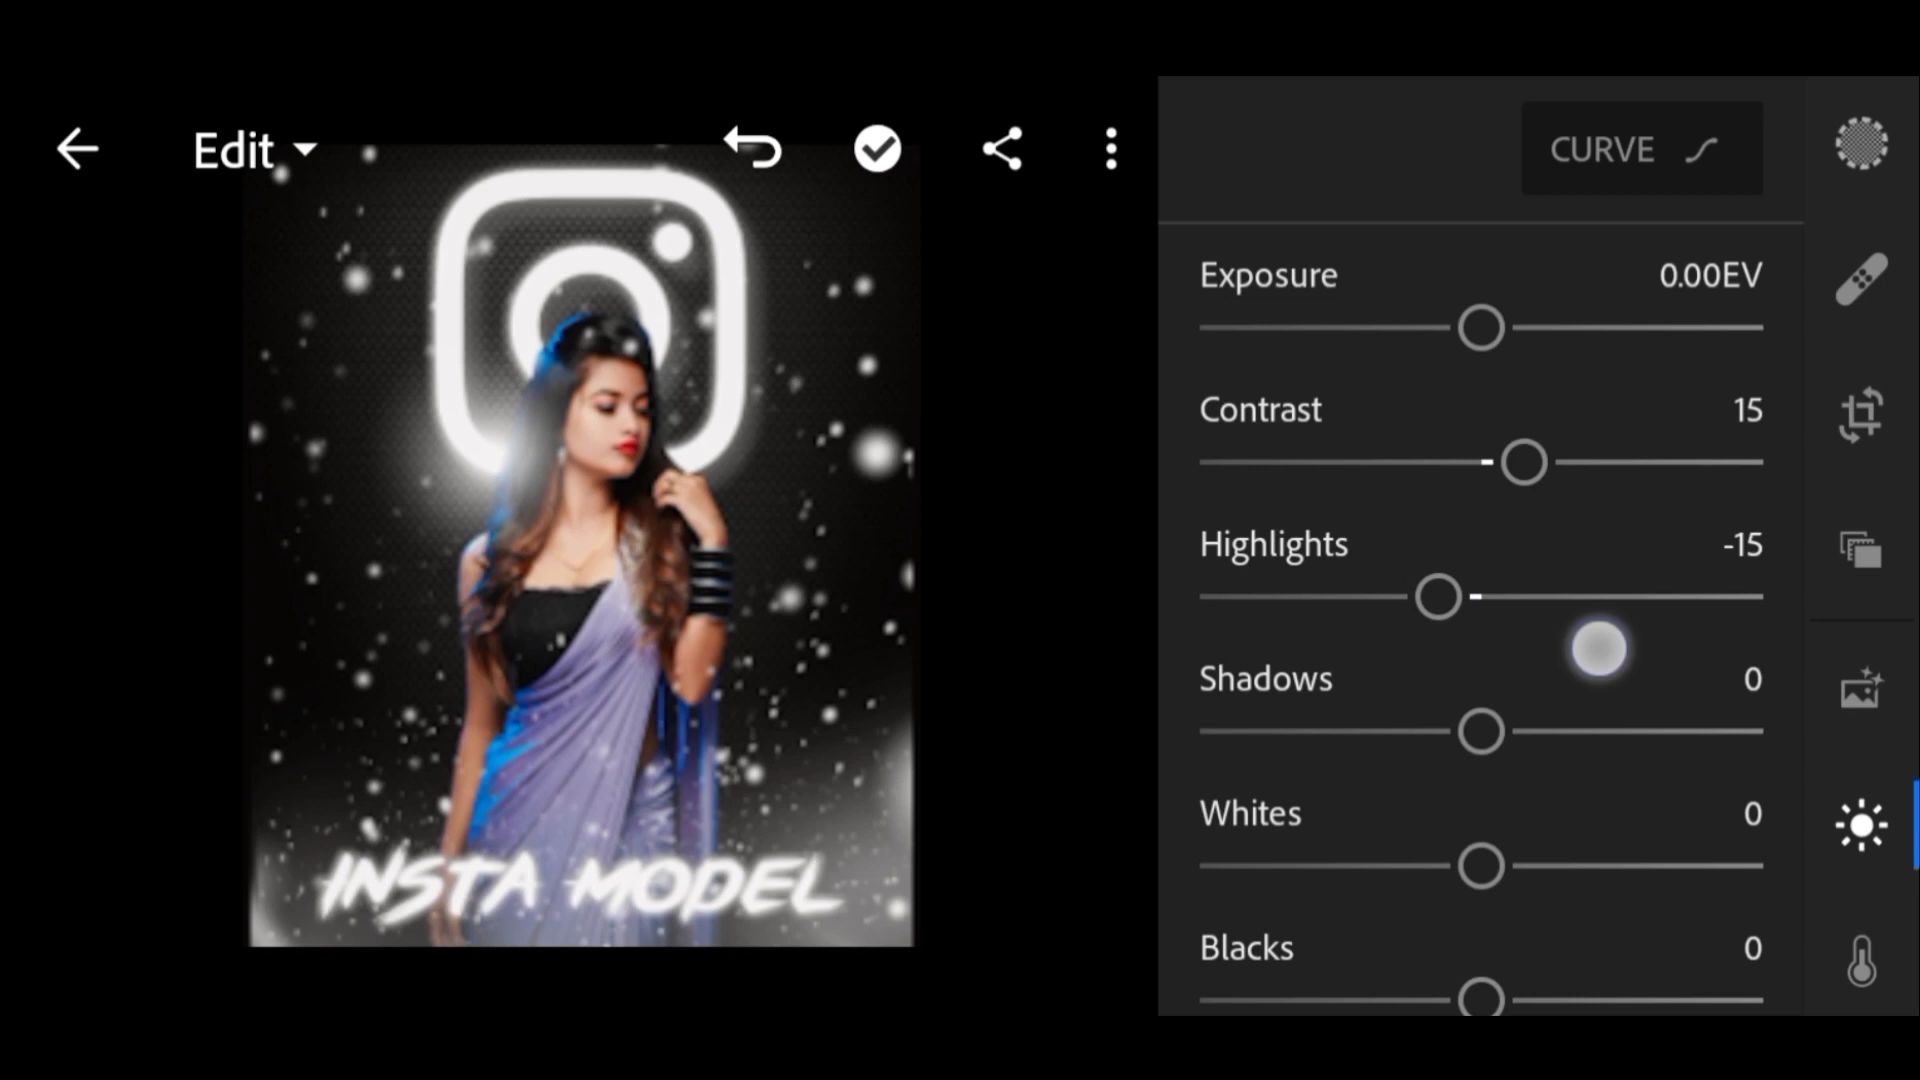 Edit
CURVE
Exposure 0.00EV
Contrast 15
Highlights -15
Shadows 0
Whites 0
Blacks 0
INSTA MODEL